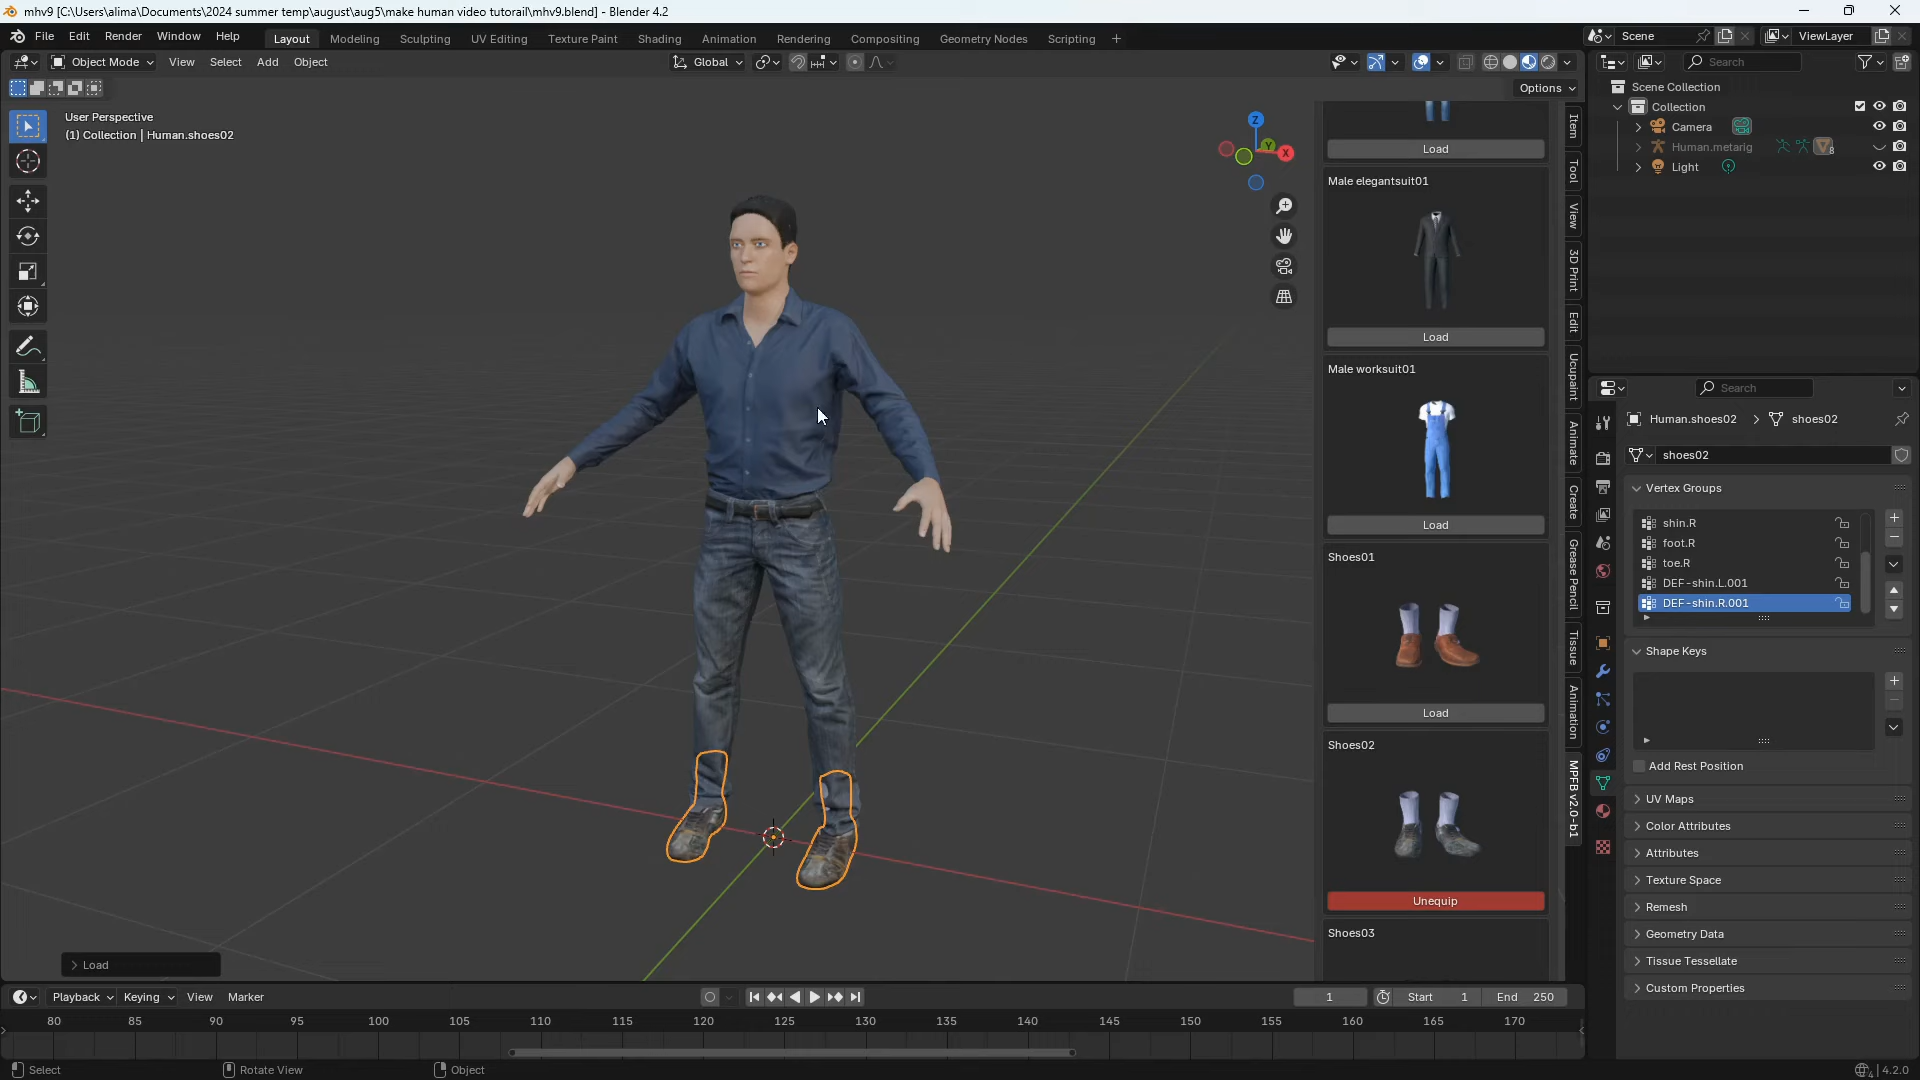 mhv9 [C:\Users\alima\Documents\2024 summer temp\august\aug5\make human video tutorail\mhv9.blend] - Blender 4.2
File Edit Render Window Help Layout Modeling Sculpting UV Editing Texture Paint Shading Animation Rendering Compositing Geometry Nodes Scripting + Scene ViewLayer
Object Mode View Select Add Object Global Search
Options
User Perspective
(1) Collection | Human.shoes02
Z
Y
X
Load
Male elegantsuit01
Load
Male worksuit01
Load
Shoes01
Load
Shoes02
Unequip
Shoes03
Item
Tool
View
3D Print
Edit
Ucupaint
Animate
Create
Grease Pencil
Tissue
Animation
MPFB v2.0-b1
Scene Collection
Collection
Camera
Human.metarig 8
Light
Search
Human.shoes02 > shoes02
shoes02
Vertex Groups
shin.R
foot.R
toe.R
DEF-shin.L.001
DEF-shin.R.001
Shape Keys
Add Rest Position
UV Maps
Color Attributes
Attributes
Texture Space
Remesh
Geometry Data
Tissue Tessellate
Custom Properties
> Load
Playback Keying View Marker 1 Start 1 End 250
80 85 90 95 100 105 110 115 120 125 130 135 140 145 150 155 160 165 170
Select Rotate View Object 4.2.0